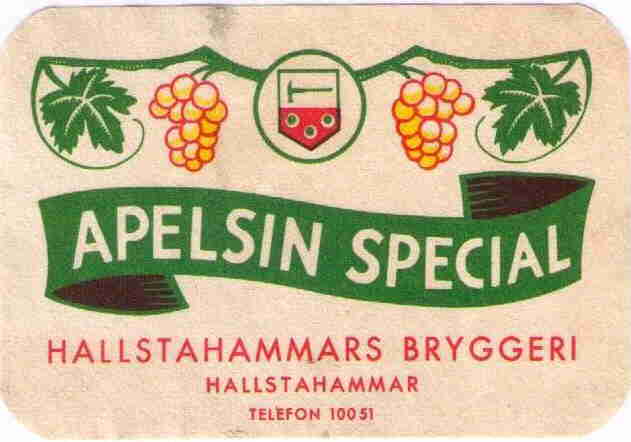 APELSIN SPECIAL
HALLSTAHAMMARS BRYGGERI
HALLSTAHAMMAR
TELEFON 10051